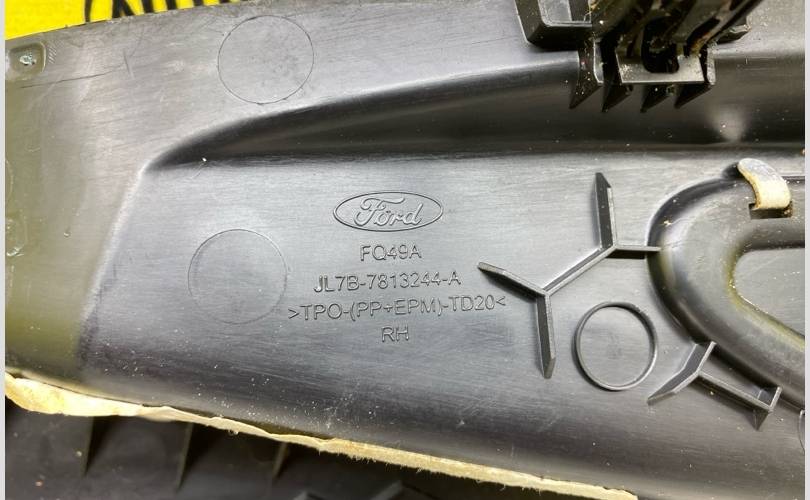 Ford
FQ49A
JL7B-7813244-A
>TPO-(PP+EPM)-TD20<
RH